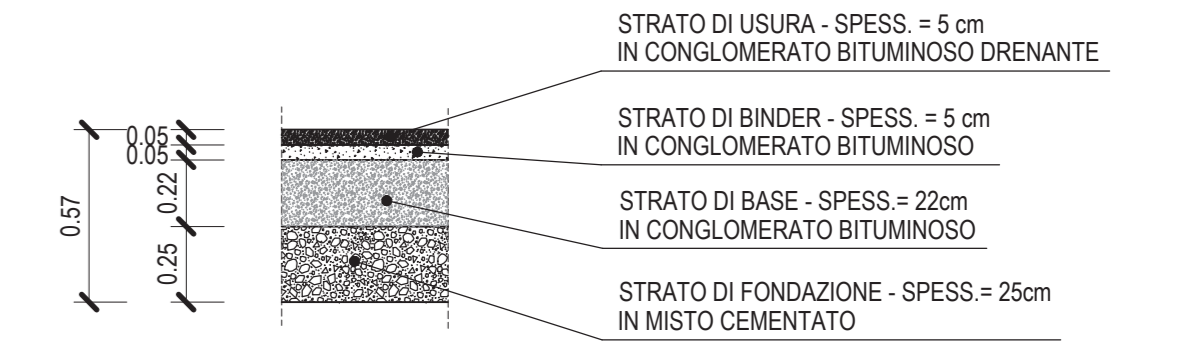 STRATO DI USURA - SPESS. = 5 cm
IN CONGLOMERATO BITUMINOSO DRENANTE
STRATO DI BINDER - SPESS. = 5 cm
IN CONGLOMERATO BITUMINOSO
STRATO DI BASE - SPESS.= 22cm
IN CONGLOMERATO BITUMINOSO
STRATO DI FONDAZIONE - SPESS.= 25cm
IN MISTO CEMENTATO
0.05
0.05
0.22
0.25
0.57